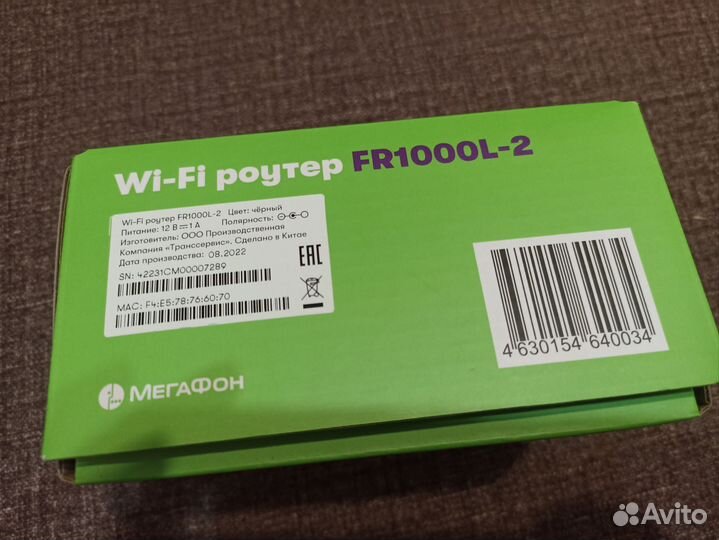 Wi-Fi роутер FR1000L-2
Wi-Fi роутер FR1000L-2 Цвет: чёрный
Питание: 12 В 1 А Полярность:
Изготовитель: ООО Производственная
Компания «Транссервис». Сделано в Китае
Дата производства: 08.2022
SN: 42231CM00007289
MAC: F4:E5:78:76:60:70
EAC
4 630154 640034
МЕГАФОН
Avito